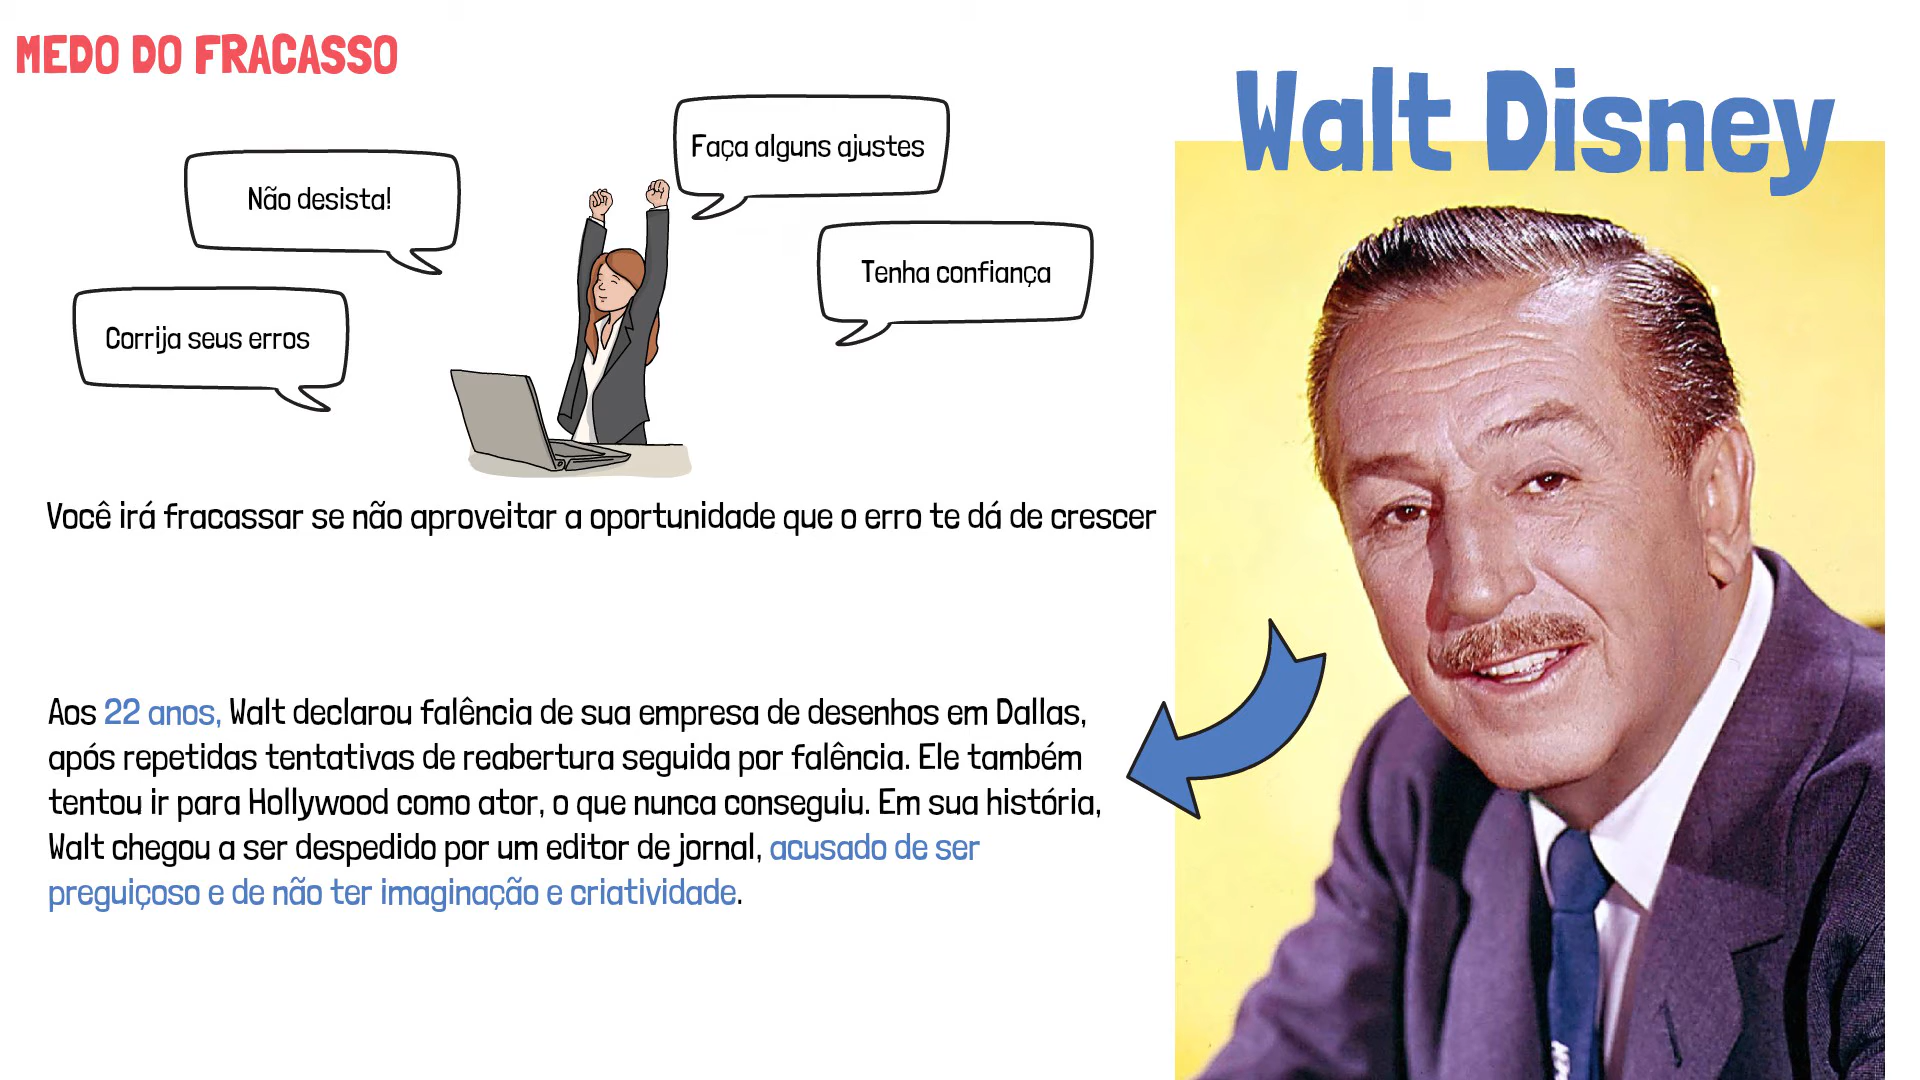 MEDO DO FRACASSO
Walt Disney
Faça alguns ajustes
Não desista!
Tenha confiança
Corrija seus erros
Você irá fracassar se não aproveitar a oportunidade que o erro te dá de crescer
Aos 22 anos, Walt declarou falência de sua empresa de desenhos em Dallas,
após repetidas tentativas de reabertura seguida por falência. Ele também
tentou ir para Hollywood como ator, o que nunca conseguiu. Em sua história,
Walt chegou a ser despedido por um editor de jornal, acusado de ser
preguiçoso e de não ter imaginação e criatividade.